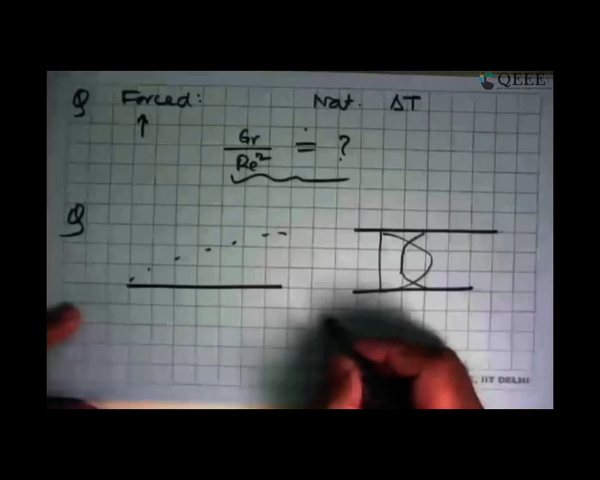 QEEE
Q Forced: Nat. ΔT
↑
Gr
Re² = ?
Q
, IIT DELHI